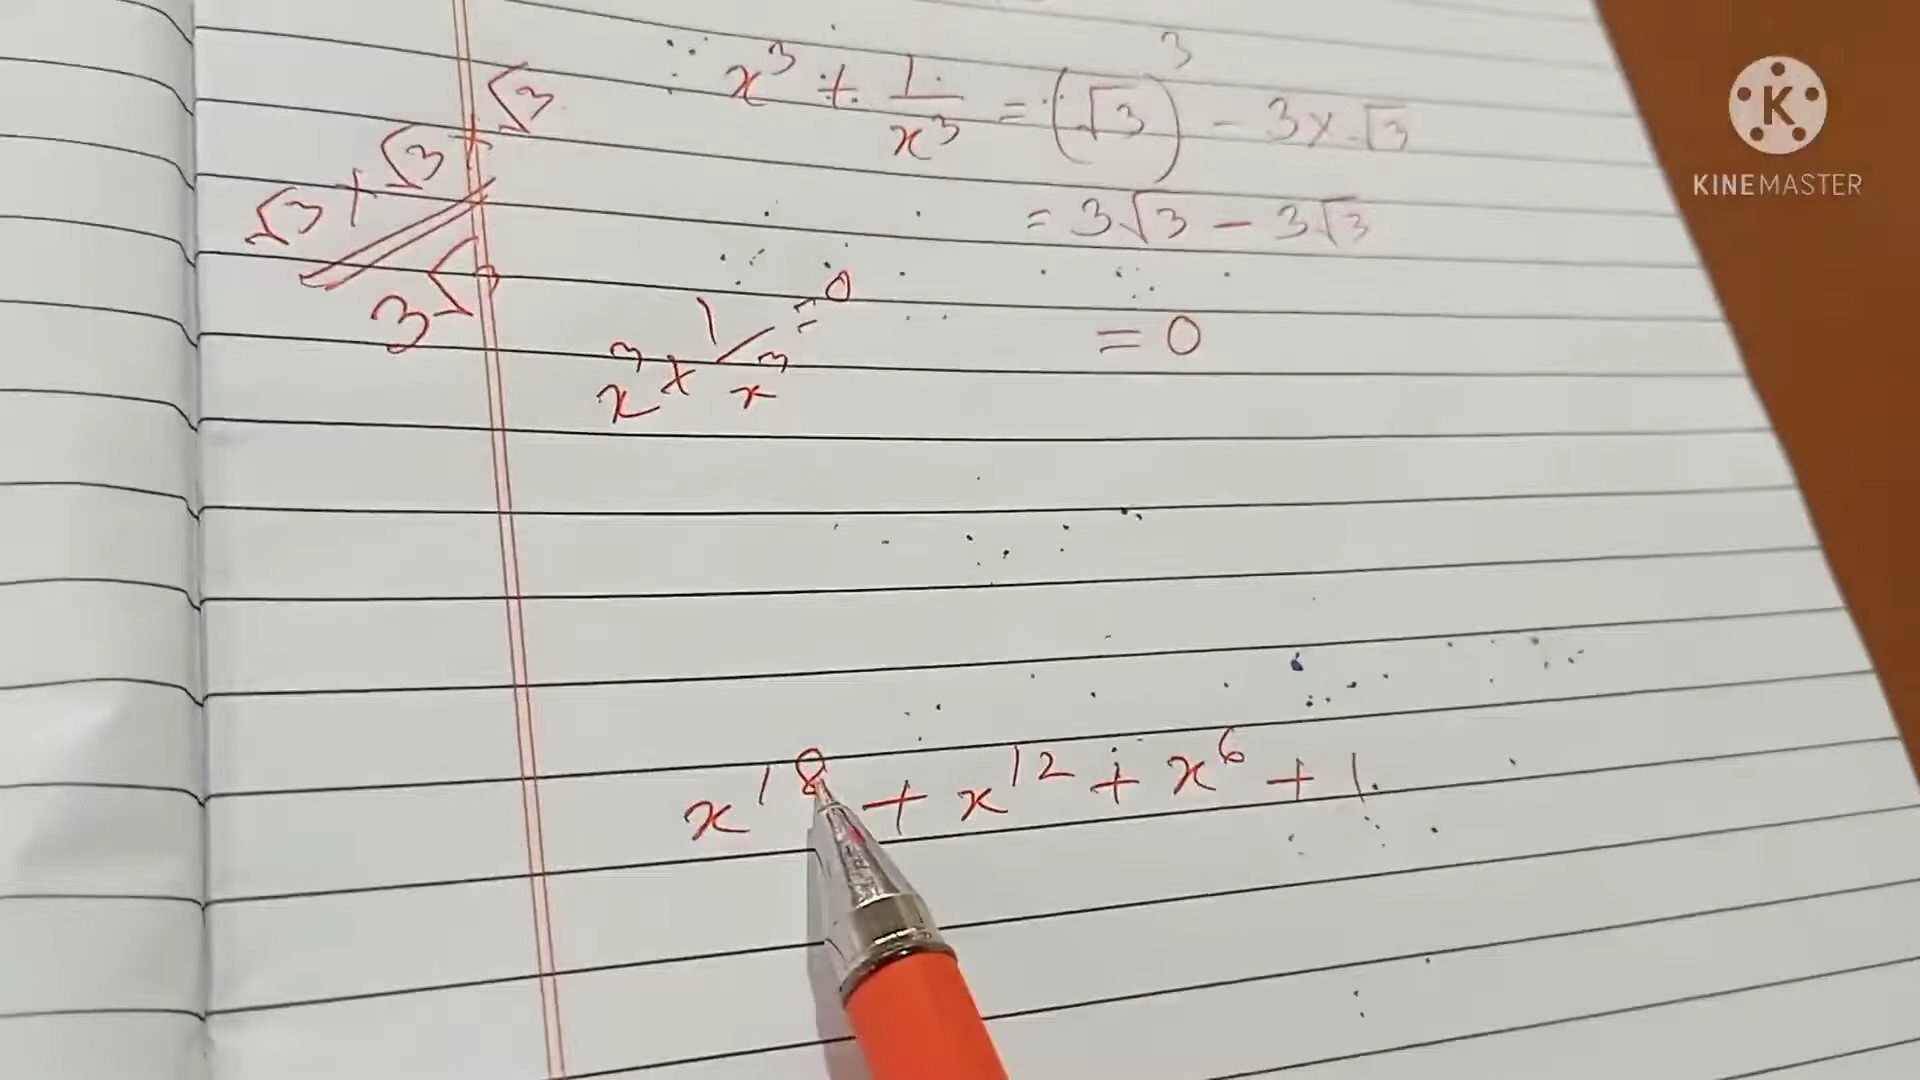 ∵ x³ + 1/x³ = (√3)³ - 3×√3
√3 × √3 × √3
= 3√3 - 3√3
3√3
x³ + 1/x³ = 0
= 0
x¹⁸ + x¹² + x⁶ + 1
K
KINEMASTER